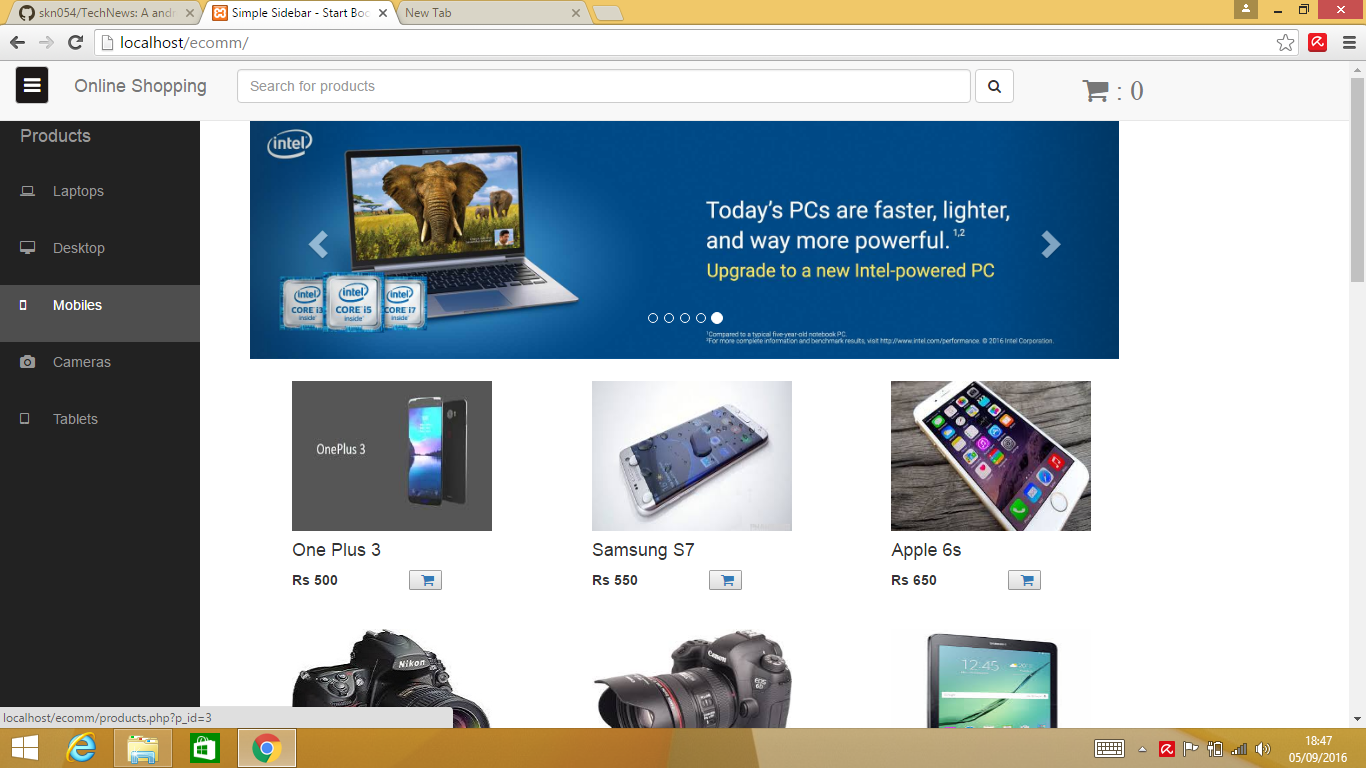 skn054/TechNews: A andr
Simple Sidebar - Start Boo
New Tab
localhost/ecomm/
Online Shopping
Search for products
: 0
Products
Laptops
Desktop
Mobiles
Cameras
Tablets
intel
Today's PCs are faster, lighter,
and way more powerful. 1,2
Upgrade to a new Intel-powered PC
intel intel intel
CORE i3 CORE i5 CORE i7
inside inside inside
1Compared to a typical five-year-old notebook PC.
2For more complete information and benchmark results, visit http://www.intel.com/performance. © 2016 Intel Corporation.
OnePlus 3
One Plus 3
Samsung S7
Apple 6s
Rs 500
Rs 550
Rs 650
Nikon
Canon
EOS
6D
SAMSUNG
12:45
localhost/ecomm/products.php?p_id=3
18:47
05/09/2016